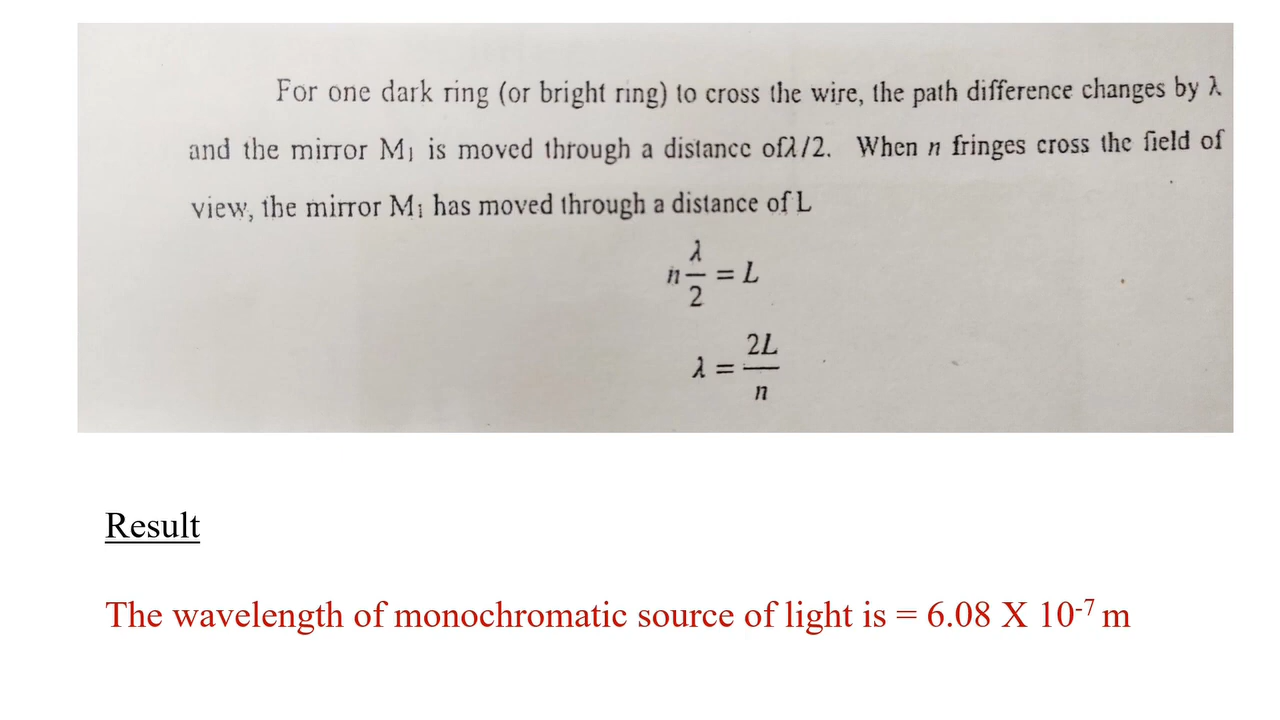 For one dark ring (or bright ring) to cross the wire, the path difference changes by λ
and the mirror M₁ is moved through a distance ofλ/2. When n fringes cross the field of
view, the mirror M₁ has moved through a distance of L
n λ/2 = L
λ = 2L/n
Result
The wavelength of monochromatic source of light is = 6.08 X 10⁻⁷ m